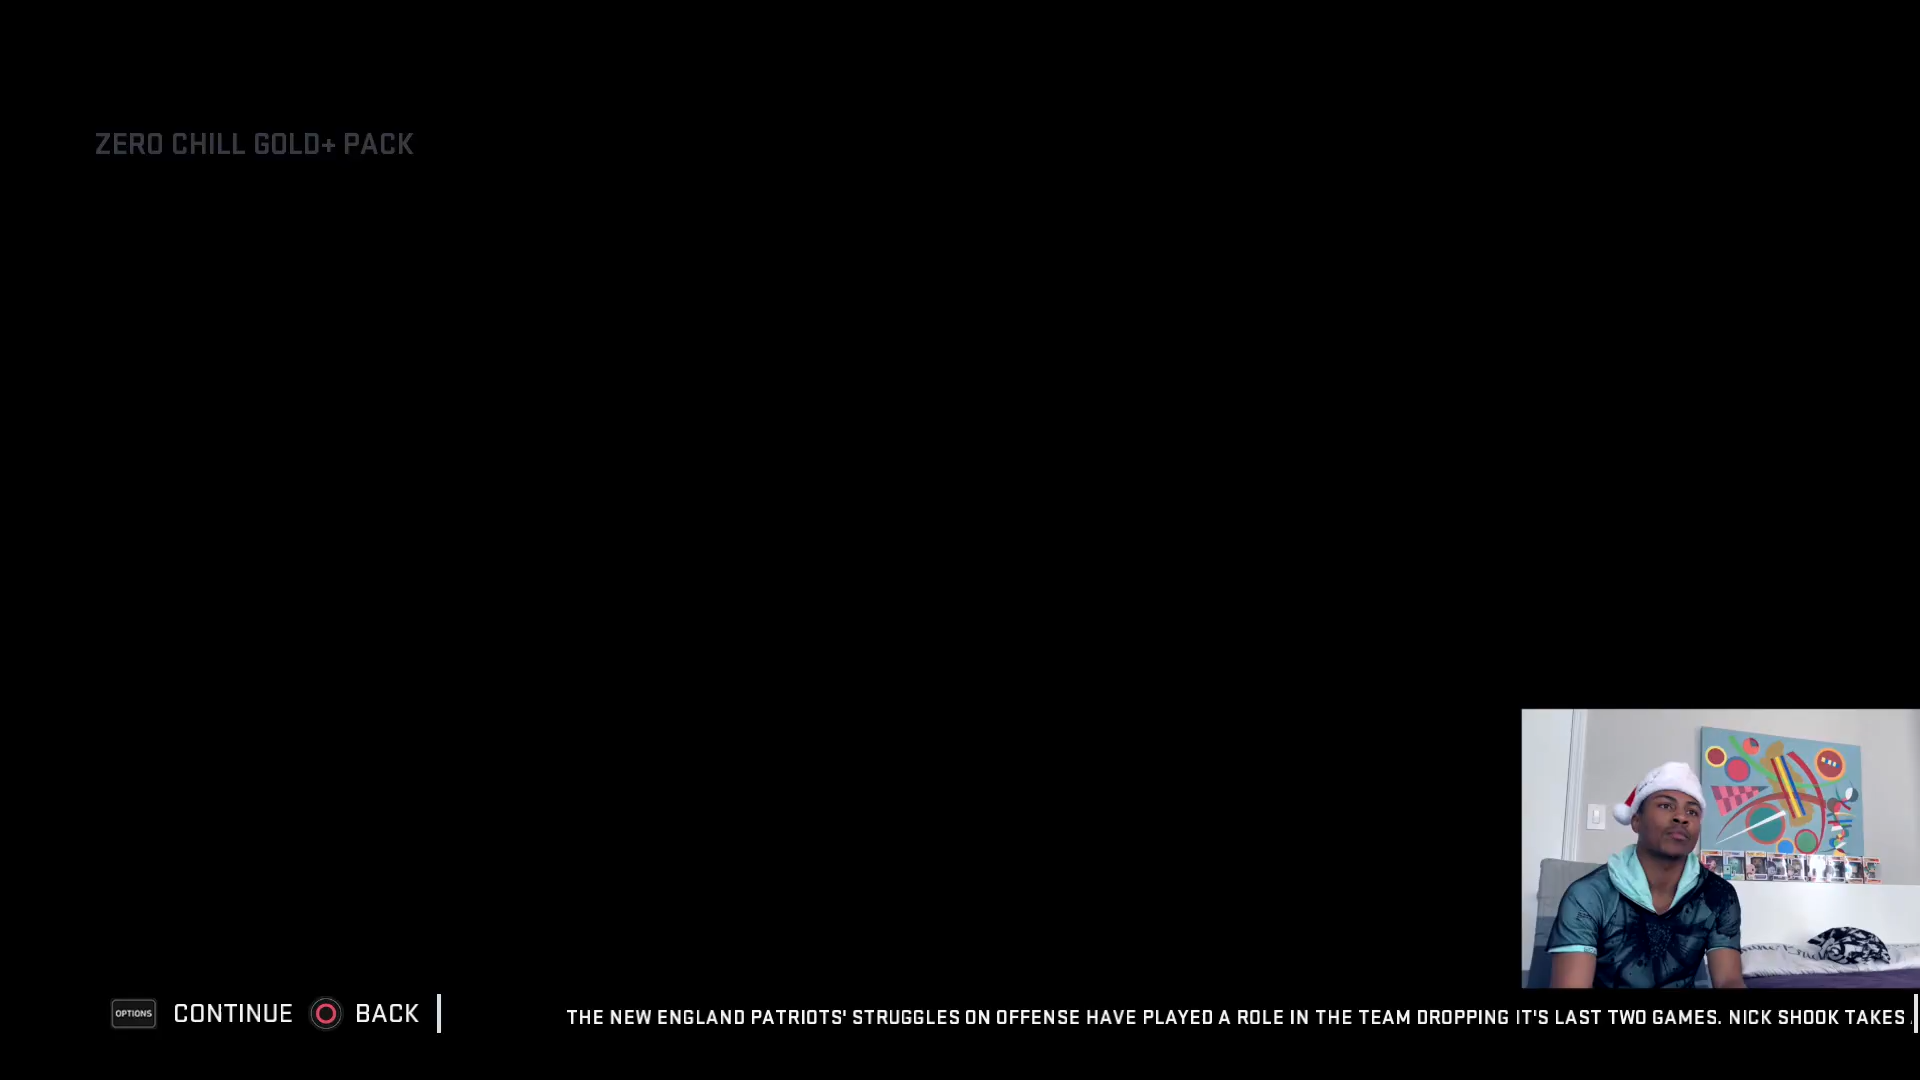 ZERO CHILL GOLD+ PACK
OPTIONS CONTINUE BACK
THE NEW ENGLAND PATRIOTS' STRUGGLES ON OFFENSE HAVE PLAYED A ROLE IN THE TEAM DROPPING IT'S LAST TWO GAMES. NICK SHOOK TAKES